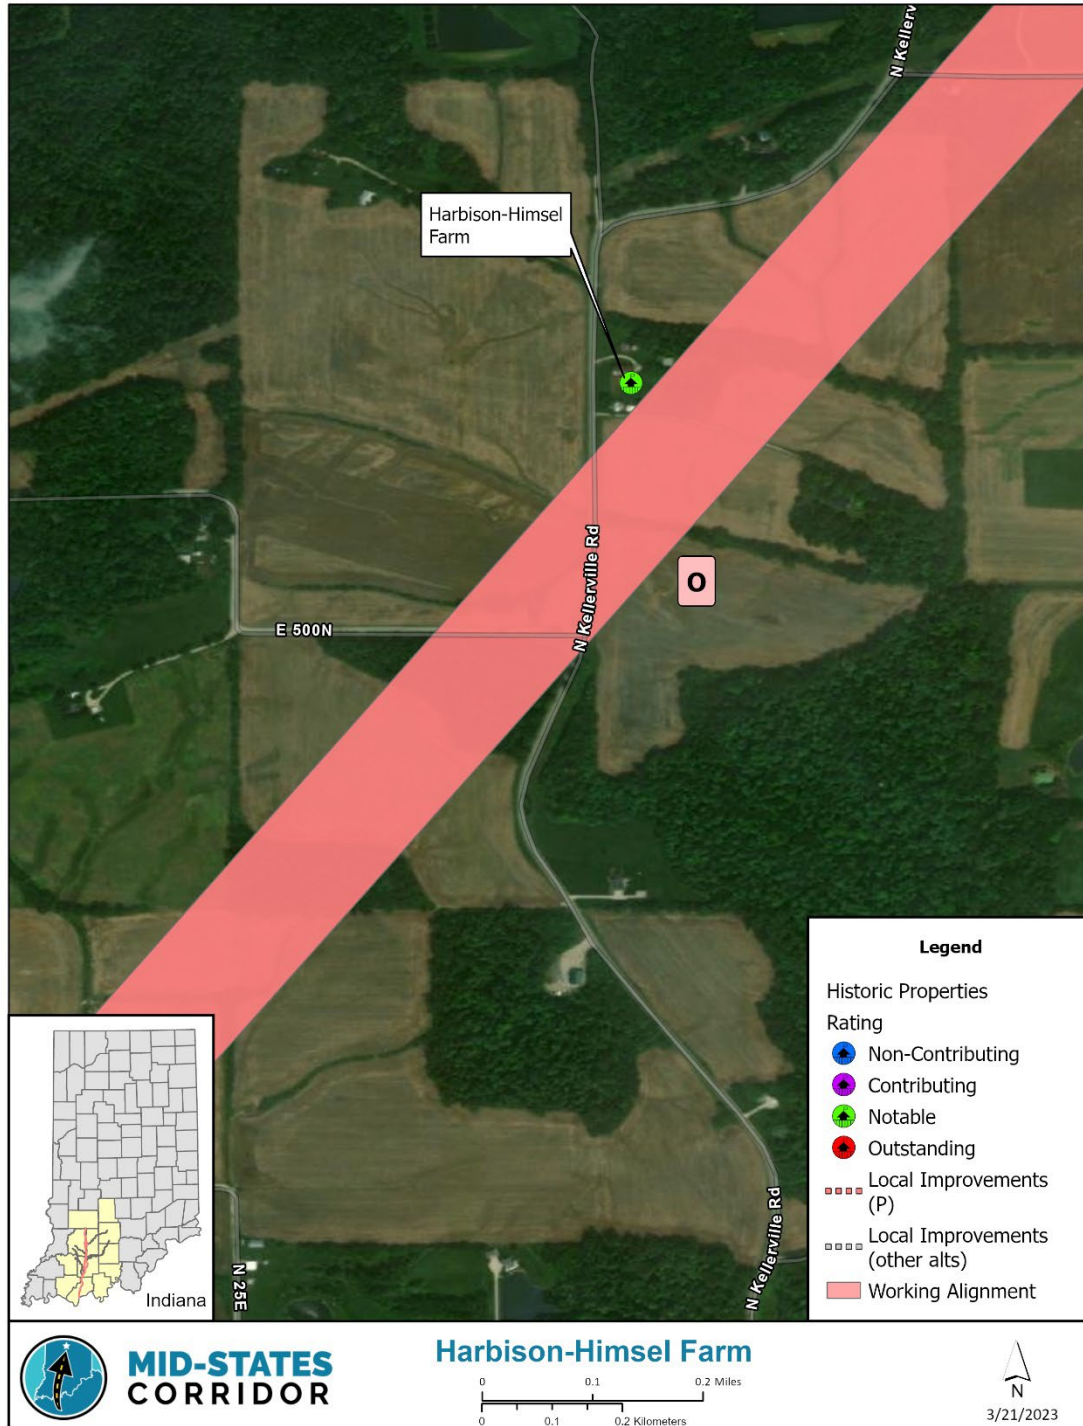 N Kellerv
Harbison-Himsel
Farm
N Kellerville Rd
O
E 500N
N Kellerville Rd
N 25E
Indiana
Legend
Historic Properties
Rating
Non-Contributing
Contributing
Notable
Outstanding
Local Improvements
(P)
Local Improvements
(other alts)
Working Alignment
MID-STATES
CORRIDOR
Harbison-Himsel Farm
0 0.1 0.2 Miles
0 0.1 0.2 Kilometers
N
3/21/2023